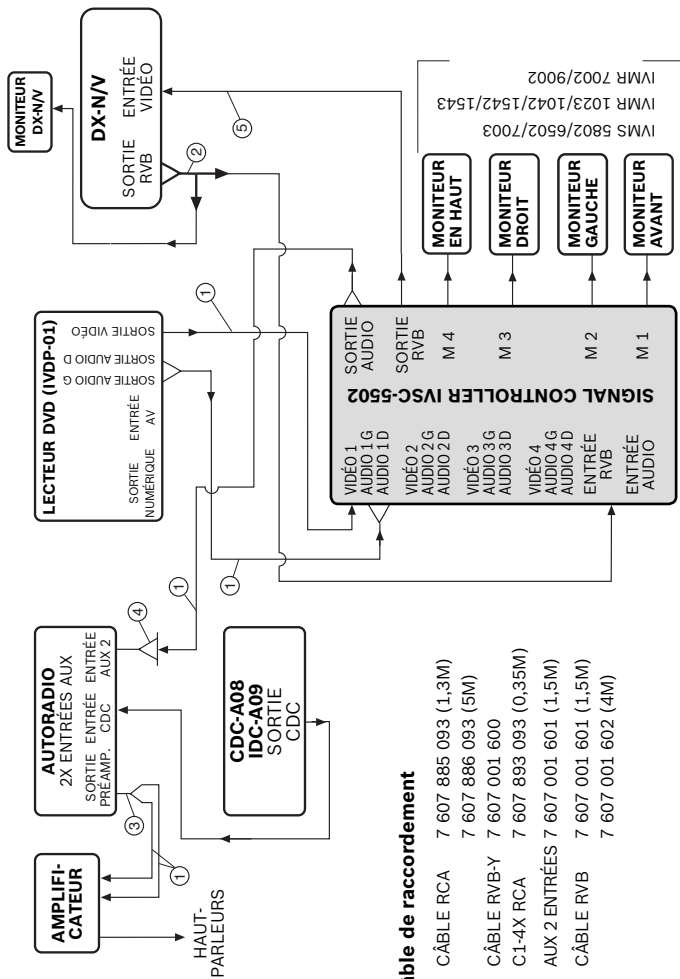 MONITEUR
DX-N/V
DX-N/V
SORTIE
RVB
ENTRÉE
VIDÉO
2
5
LECTEUR DVD (IVDP-01)
SORTIE
NUMÉRIQUE
ENTRÉE
AV
SORTIE AUDIO G
SORTIE AUDIO D
SORTIE VIDÉO
1
1
1
AUTORADIO
2X ENTRÉES AUX
SORTIE
PRÉAMP.
ENTRÉE
CDC
ENTRÉE
AUX 2
3
4
AMPLIFI-
CATEUR
1
HAUT-
PARLEURS
CDC-A08
IDC-A09
SORTIE
CDC
SIGNAL CONTROLLER IVSC-5502
VIDÉO 1
AUDIO 1 G
AUDIO 1 D
VIDÉO 2
AUDIO 2 G
AUDIO 2 D
VIDÉO 3
AUDIO 3 G
AUDIO 3 D
VIDÉO 4
AUDIO 4 G
AUDIO 4 D
ENTRÉE
RVB
ENTRÉE
AUDIO
SORTIE
AUDIO
SORTIE
RVB
M 4
M 3
M 2
M 1
MONITEUR
EN HAUT
MONITEUR
DROIT
MONITEUR
GAUCHE
MONITEUR
AVANT
IVMS 5802/6502/7003
IVMR 1023/1042/1542/1543
IVMR 7002/9002
ble de raccordement
CÂBLE RCA 7 607 885 093 (1,3M)
7 607 886 093 (5M)
CÂBLE RVB-Y 7 607 001 600
C1-4X RCA 7 607 893 093 (0,35M)
AUX 2 ENTRÉES 7 607 001 601 (1,5M)
CÂBLE RVB 7 607 001 601 (1,5M)
7 607 001 602 (4M)